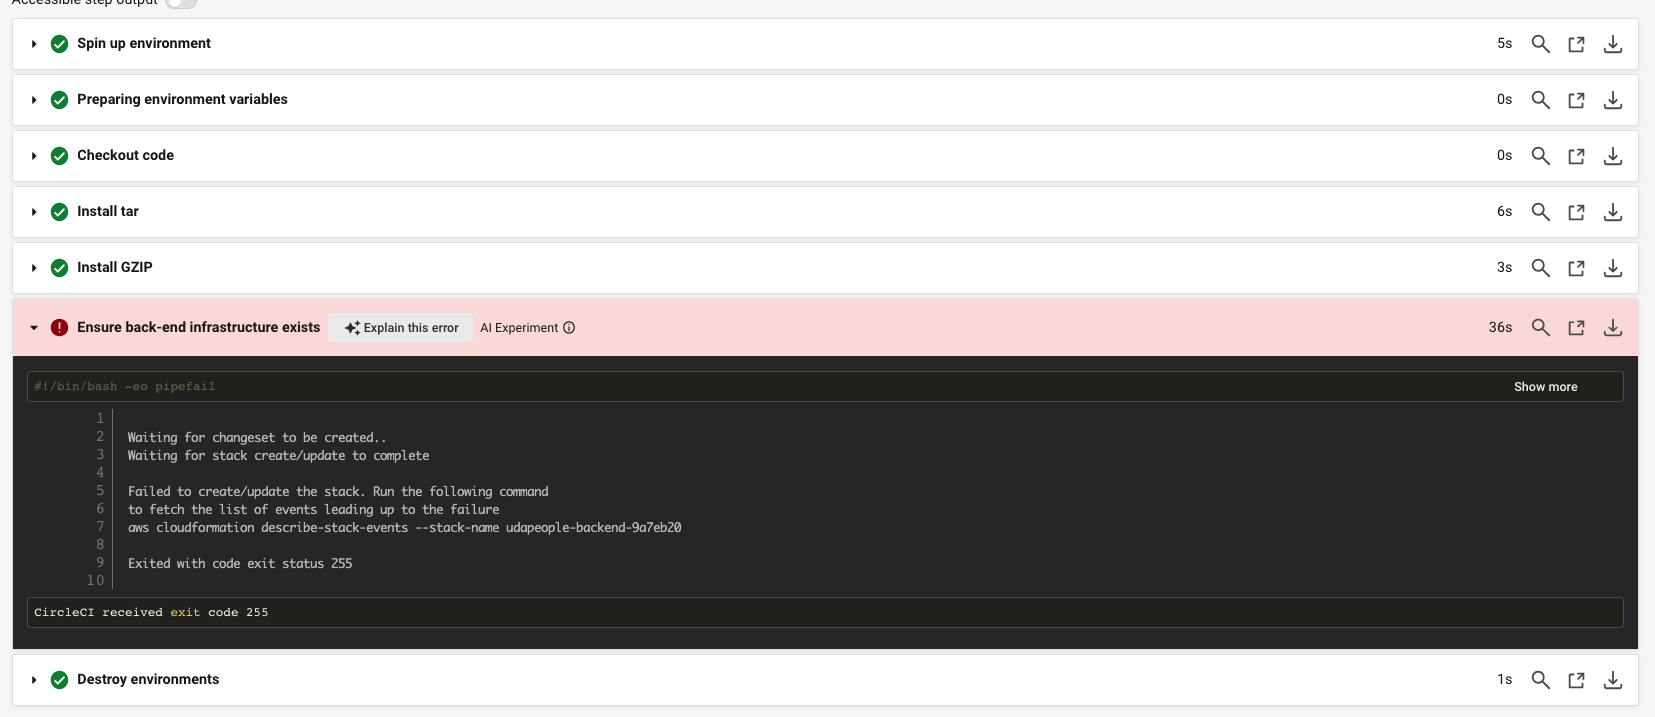 Accessible step output
Spin up environment 5s
Preparing environment variables 0s
Checkout code 0s
Install tar 6s
Install GZIP 3s
Ensure back-end infrastructure exists Explain this error AI Experiment 36s
#!/bin/bash -eo pipefail Show more
1
2 Waiting for changeset to be created..
3 Waiting for stack create/update to complete
4
5 Failed to create/update the stack. Run the following command
6 to fetch the list of events leading up to the failure
7 aws cloudformation describe-stack-events --stack-name udapeople-backend-9a7eb20
8
9 Exited with code exit status 255
10
CircleCI received exit code 255
Destroy environments 1s